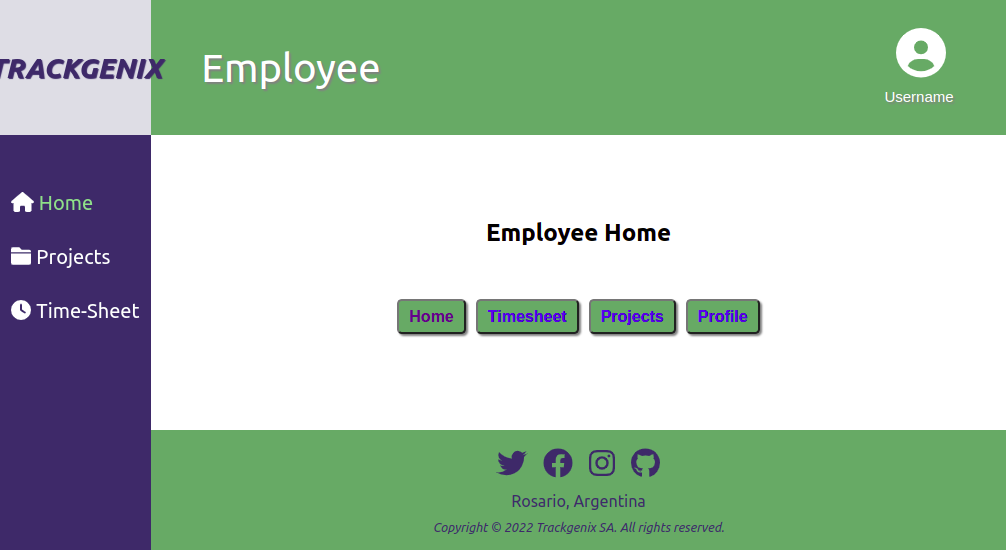 TRACKGENIX
Employee
Username
Home
Projects
Time-Sheet
Employee Home
Home Timesheet Projects Profile
Rosario, Argentina
Copyright © 2022 Trackgenix SA. All rights reserved.